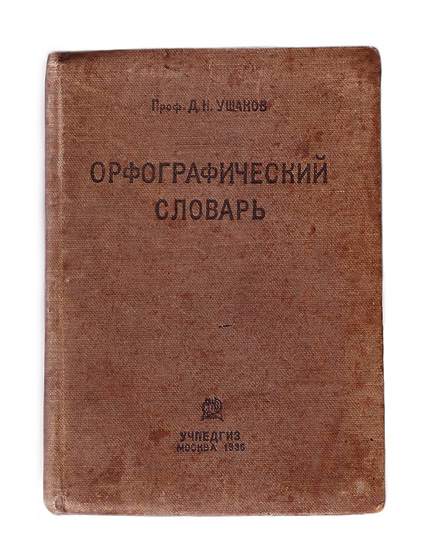 Проф. Д. Н. УШАКОВ
ОРФОГРАФИЧЕСКИЙ
СЛОВАРЬ
УЧПЕДГИЗ
МОСКВА 1936